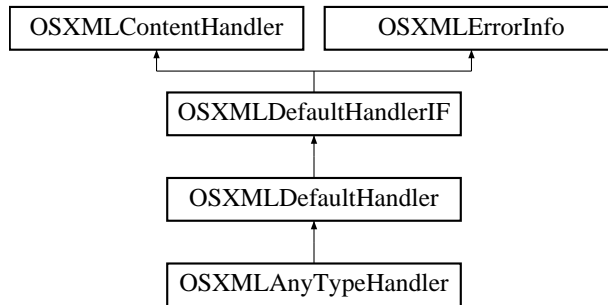 OSXMLContentHandler
OSXMLErrorInfo
OSXMLDefaultHandlerIF
OSXMLDefaultHandler
OSXMLAnyTypeHandler